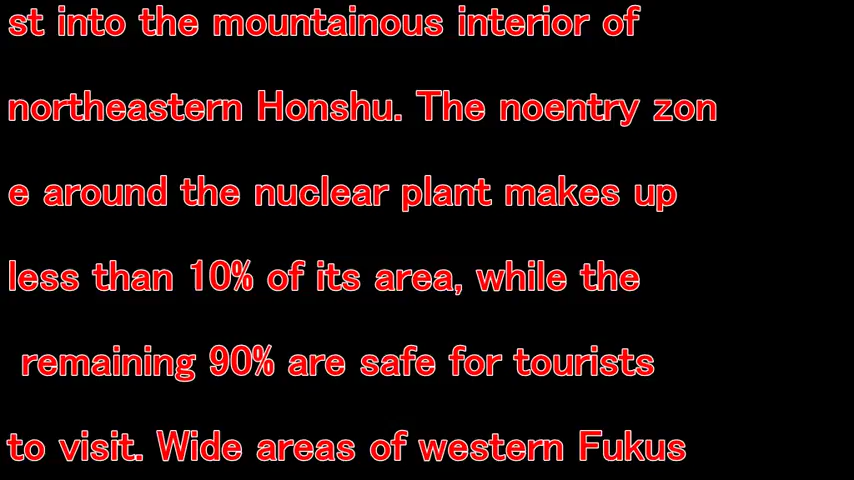 st into the mountainous interior of
northeastern Honshu. The noentry zon
e around the nuclear plant makes up
less than 10% of its area, while the
remaining 90% are safe for tourists
to visit. Wide areas of western Fukus